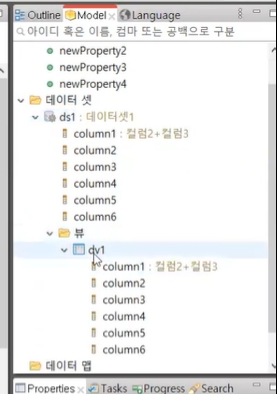 Outline Model Language
아이디 혹은 이름, 컴마 또는 공백으로 구분
newProperty2
newProperty3
newProperty4
데이터 셋
ds1 : 데이터셋1
column1 : 컬럼2+컬럼3
column2
column3
column4
column5
column6
뷰
dv1
column1 : 컬럼2+컬럼3
column2
column3
column4
column5
column6
데이터 맵
Properties Tasks Progress Search